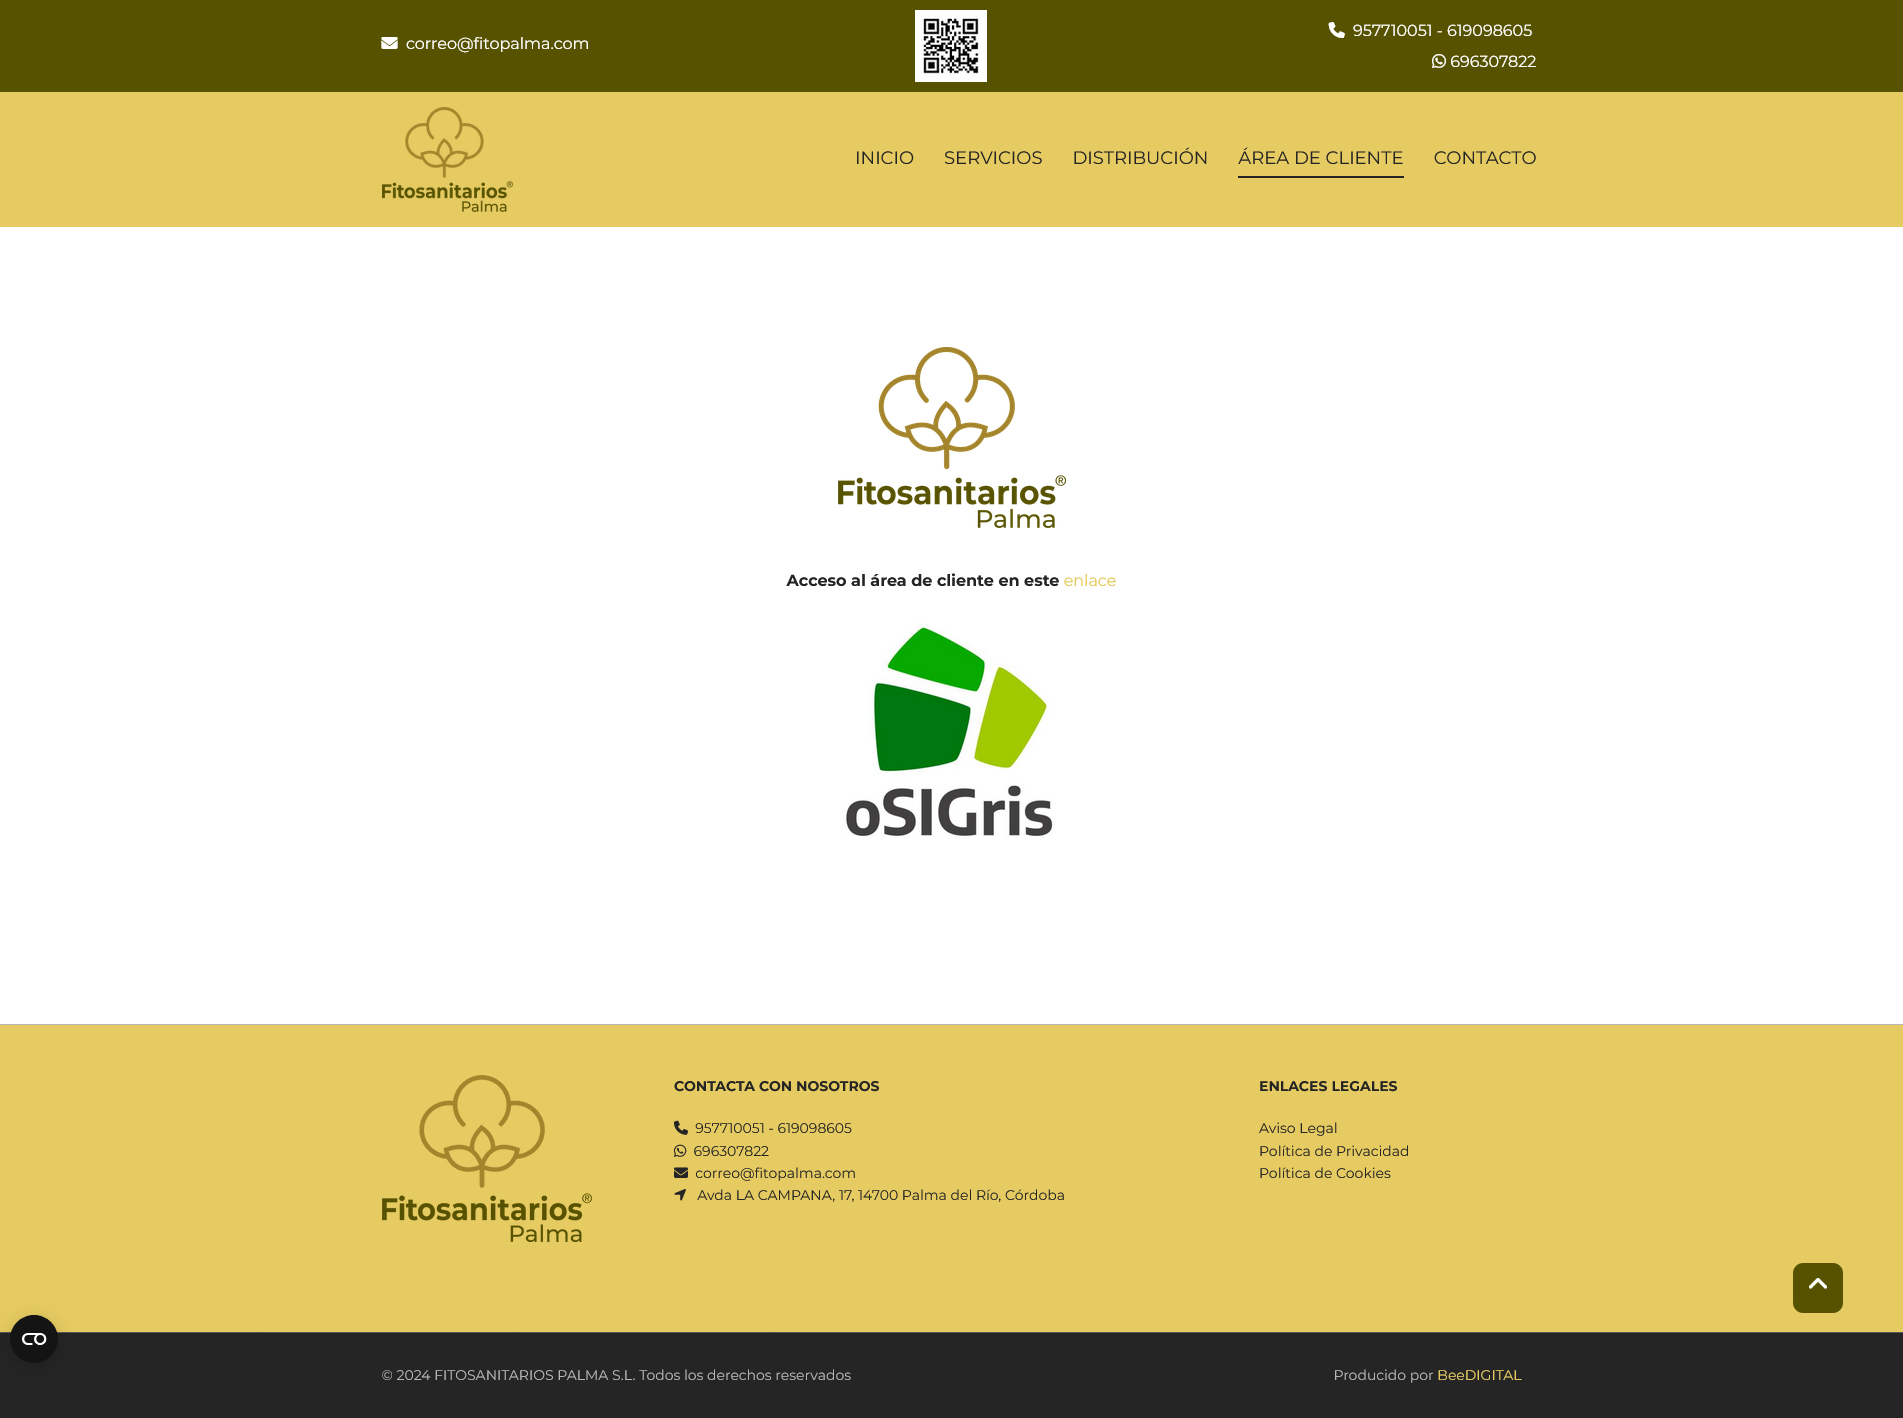 correo@fitopalma.com
957710051 - 619098605
696307822
Fitosanitarios®
Palma
INICIO SERVICIOS DISTRIBUCIÓN ÁREA DE CLIENTE CONTACTO
Fitosanitarios®
Palma
Acceso al área de cliente en este enlace
oSIGris
Fitosanitarios®
Palma
CONTACTA CON NOSOTROS
957710051 - 619098605
696307822
correo@fitopalma.com
Avda LA CAMPANA, 17, 14700 Palma del Río, Córdoba
ENLACES LEGALES
Aviso Legal
Política de Privacidad
Política de Cookies
© 2024 FITOSANITARIOS PALMA S.L. Todos los derechos reservados
Producido por BeeDIGITAL